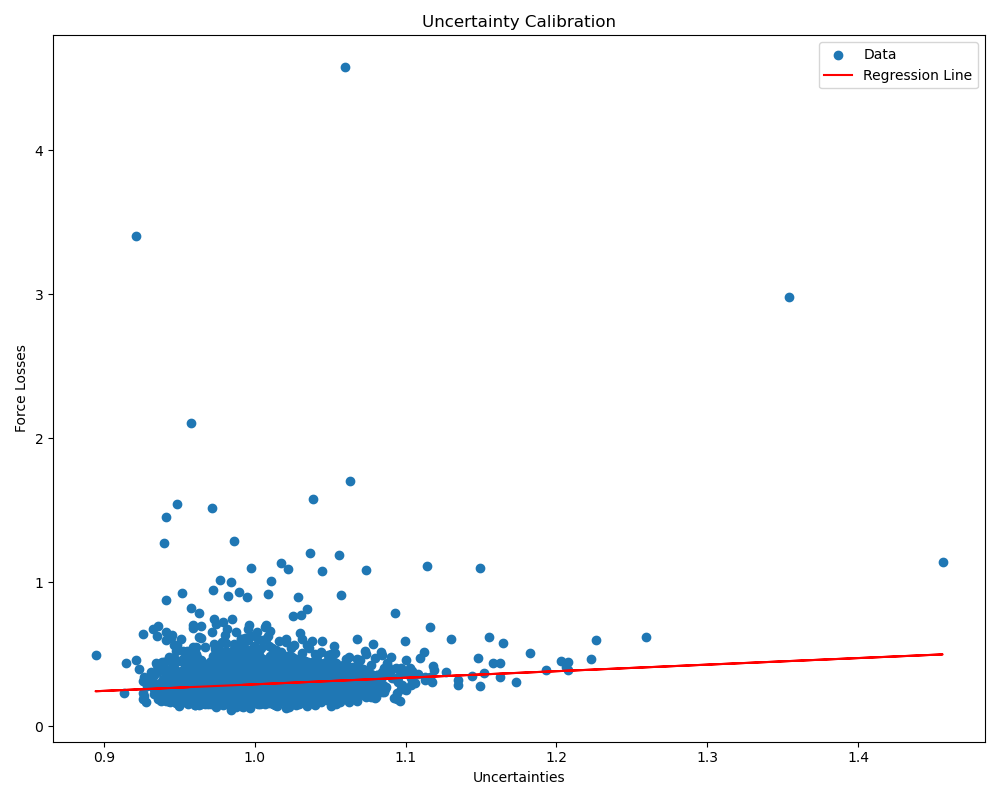 Uncertainty Calibration
Data
Regression Line
Force Losses
4
3
2
1
0
0.9
1.0
1.1
1.2
1.3
1.4
Uncertainties